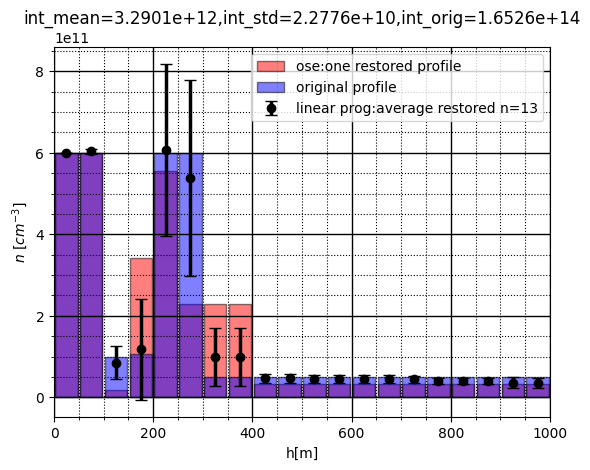 int_mean=3.2901e+12,int_std=2.2776e+10,int_orig=1.6526e+14
1e11
ose:one restored profile
original profile
linear prog:average restored n=13
8
6
4
2
0
n [cm⁻³]
0 200 400 600 800 1000
h[m]